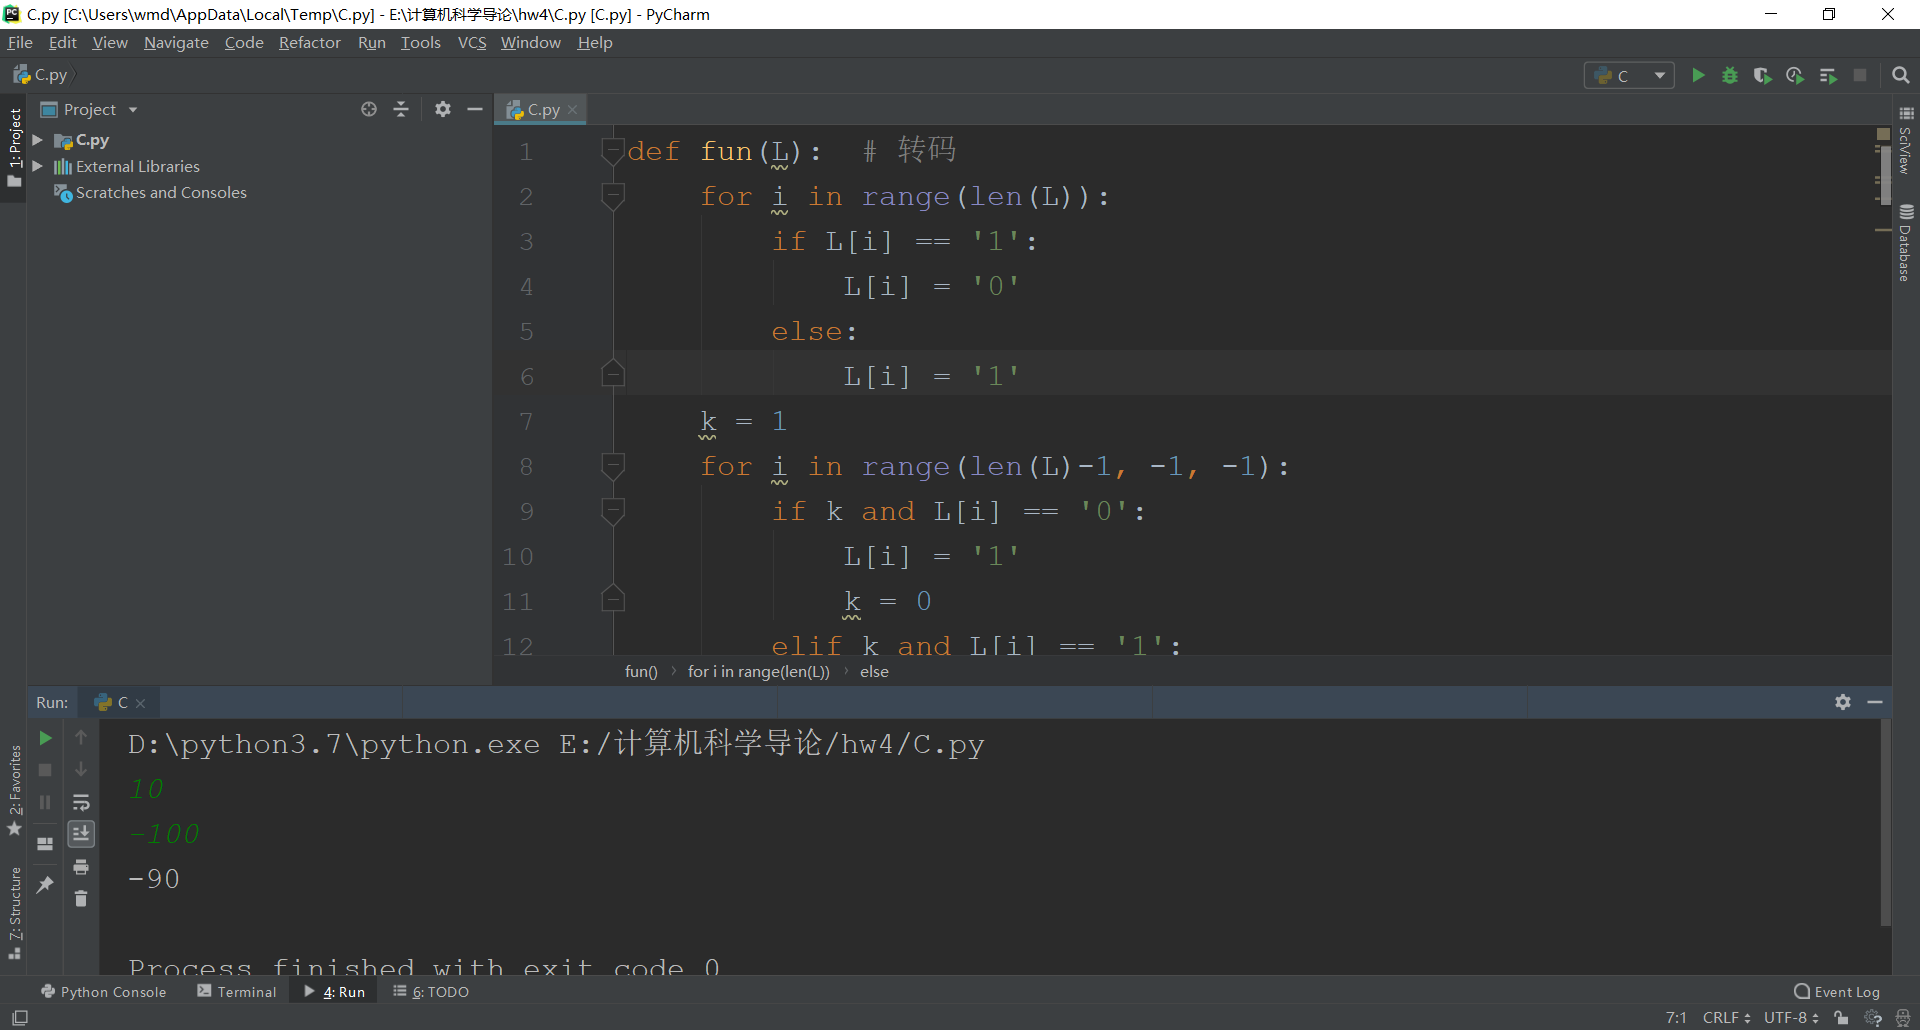 C.py [C:\Users\wmd\AppData\Local\Temp\C.py] - E:\计算机科学导论\hw4\C.py [C.py] - PyCharm
File Edit View Navigate Code Refactor Run Tools VCS Window Help
C.py
C
Project
C.py
1: Project
C.py
External Libraries
Scratches and Consoles
SciView
Database
1 def fun(L):  # 转码
2     for i in range(len(L)):
3         if L[i] == '1':
4             L[i] = '0'
5         else:
6             L[i] = '1'
7     k = 1
8     for i in range(len(L)-1, -1, -1):
9         if k and L[i] == '0':
10             L[i] = '1'
11             k = 0
12         elif k and L[i] == '1':
fun() › for i in range(len(L)) › else
Run: C
D:\python3.7\python.exe E:/计算机科学导论/hw4/C.py
10
-100
-90
Process finished with exit code 0
2: Favorites
7: Structure
Python Console Terminal 4: Run 6: TODO Event Log
7:1 CRLF UTF-8